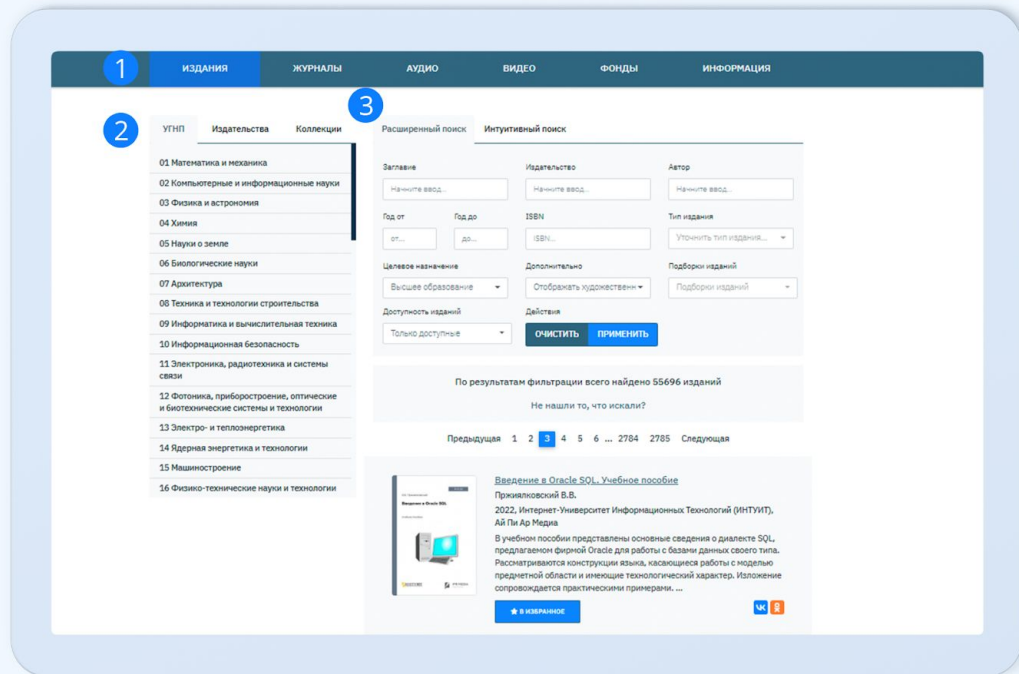 1
ИЗДАНИЯ
ЖУРНАЛЫ
АУДИО
ВИДЕО
ФОНДЫ
ИНФОРМАЦИЯ
2
УГНП
Издательства
Коллекции
01 Математика и механика
02 Компьютерные и информационные науки
03 Физика и астрономия
04 Химия
05 Науки о земле
06 Биологические науки
07 Архитектура
08 Техника и технологии строительства
09 Информатика и вычислительная техника
10 Информационная безопасность
11 Электроника, радиотехника и системы
связи
12 Фотоника, приборостроение, оптические
и биотехнические системы и технологии
13 Электро- и теплоэнергетика
14 Ядерная энергетика и технологии
15 Машиностроение
16 Физико-технические науки и технологии
3
Расширенный поиск
Интуитивный поиск
Заглавие
Издательство
Автор
Начните ввод...
Начните ввод...
Начните ввод...
Год от
Год до
ISBN
Тип издания
от...
до...
ISBN...
Уточнить тип издания...
Целевое назначение
Дополнительно
Подборки изданий
Высшее образование
Отображать художественн
Подборки изданий
Доступность изданий
Действия
Только доступные
ОЧИСТИТЬ
ПРИМЕНИТЬ
По результатам фильтрации всего найдено 55696 изданий
Не нашли то, что искали?
Предыдущая 1 2 3 4 5 6 ... 2784 2785 Следующая
Введение в Oracle SQL
Введение в Oracle SQL. Учебное пособие
Пржиялковский В.В.
2022, Интернет-Университет Информационных Технологий (ИНТУИТ),
Ай Пи Ар Медиа
В учебном пособии представлены основные сведения о диалекте SQL,
предлагаемом фирмой Oracle для работы с базами данных своего типа.
Рассматриваются конструкции языка, касающиеся работы с моделью
предметной области и имеющие технологический характер. Изложение
сопровождается практическими примерами. ...
В ИЗБРАННОЕ